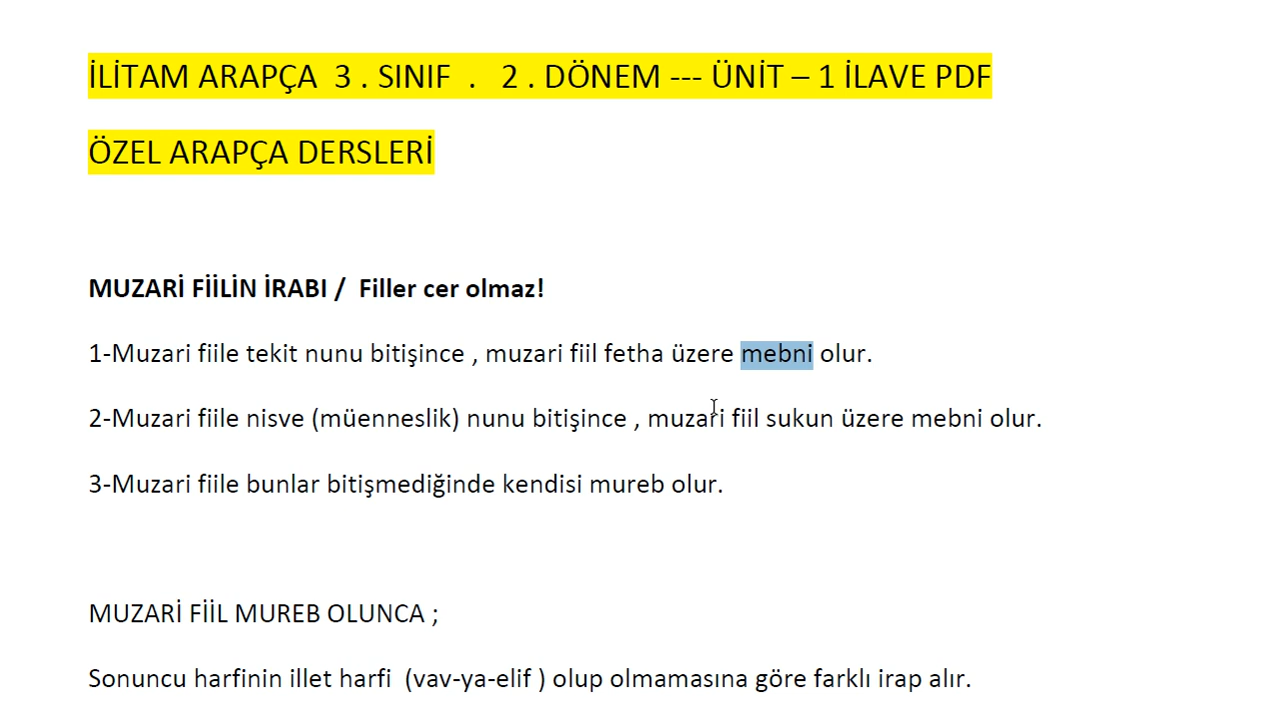 İLİTAM ARAPÇA 3 . SINIF . 2 . DÖNEM --- ÜNİT – 1 İLAVE PDF
ÖZEL ARAPÇA DERSLERİ
MUZARİ FİİLİN İRABI / Filler cer olmaz!
1-Muzari fiile tekit nunu bitişince , muzari fiil fetha üzere mebni olur.
2-Muzari fiile nisve (müenneslik) nunu bitişince , muzari fiil sukun üzere mebni olur.
3-Muzari fiile bunlar bitişmediğinde kendisi mureb olur.
MUZARİ FİİL MUREB OLUNCA ;
Sonuncu harfinin illet harfi (vav-ya-elif ) olup olmamasına göre farklı irap alır.